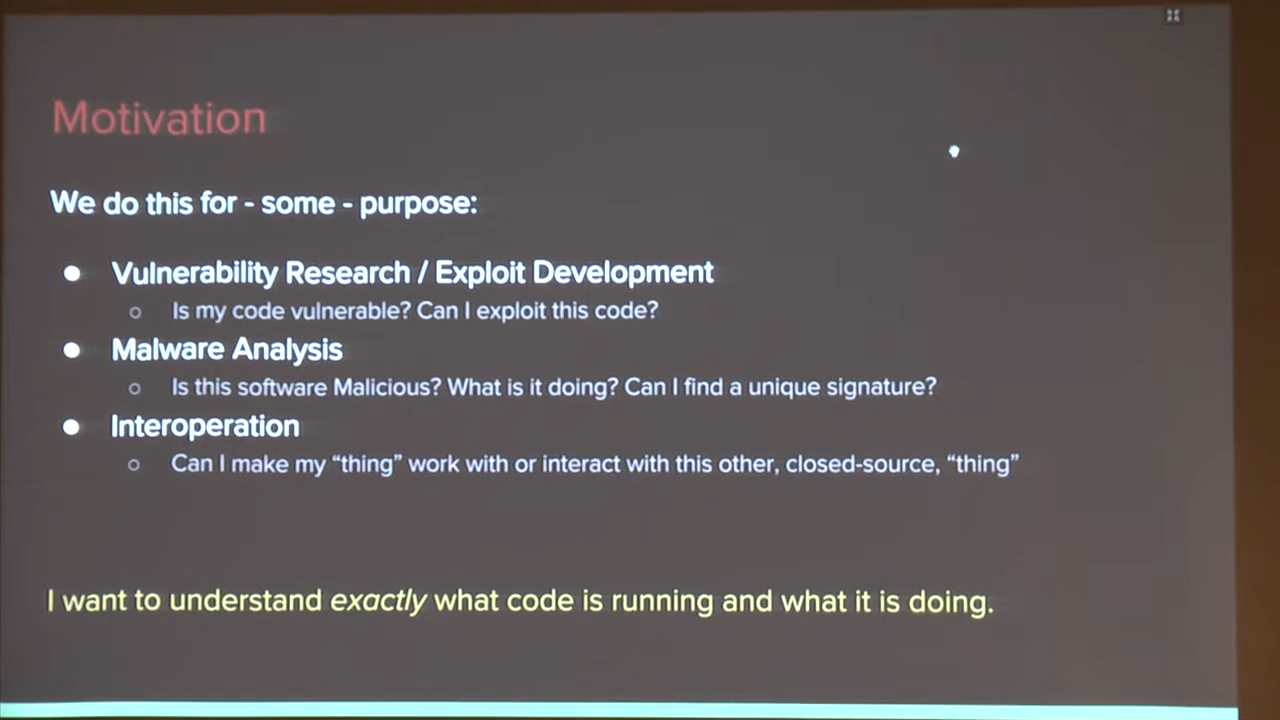 Motivation
We do this for - some - purpose:
● Vulnerability Research / Exploit Development
○ Is my code vulnerable? Can I exploit this code?
● Malware Analysis
○ Is this software Malicious? What is it doing? Can I find a unique signature?
● Interoperation
○ Can I make my “thing” work with or interact with this other, closed-source, “thing”
I want to understand exactly what code is running and what it is doing.